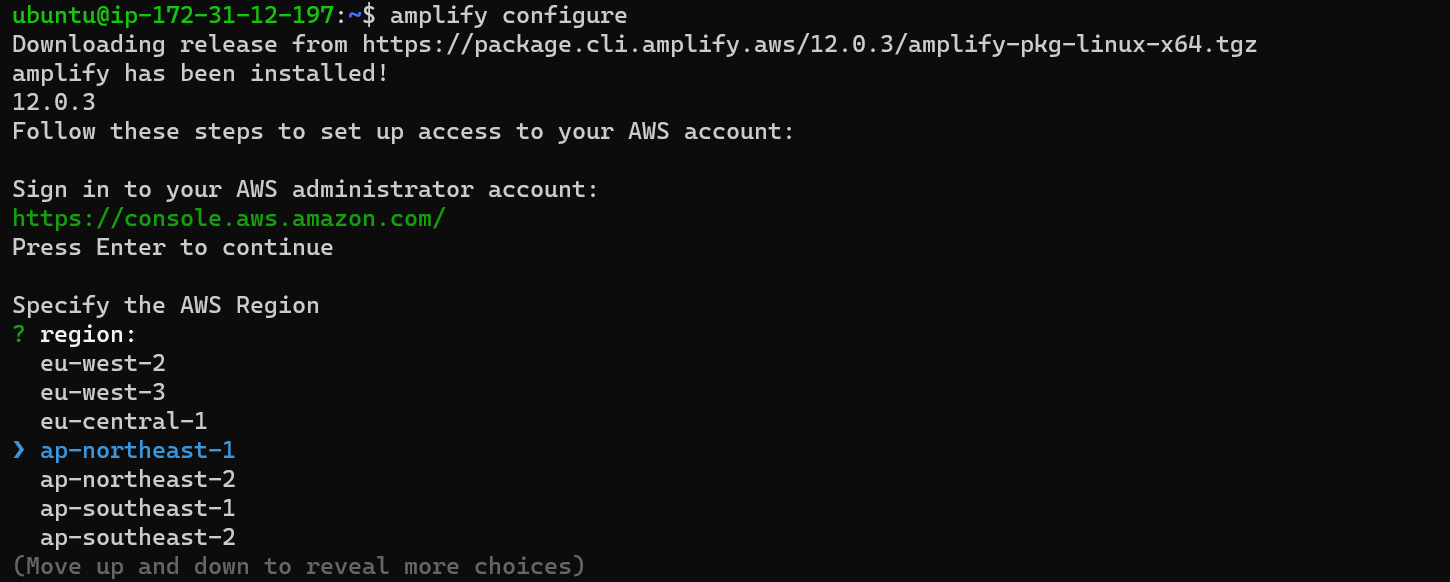 ubuntu@ip-172-31-12-197:~$ amplify configure
Downloading release from https://package.cli.amplify.aws/12.0.3/amplify-pkg-linux-x64.tgz
amplify has been installed!
12.0.3
Follow these steps to set up access to your AWS account:
Sign in to your AWS administrator account:
https://console.aws.amazon.com/
Press Enter to continue
Specify the AWS Region
? region:
eu-west-2
eu-west-3
eu-central-1
❯ ap-northeast-1
ap-northeast-2
ap-southeast-1
ap-southeast-2
(Move up and down to reveal more choices)